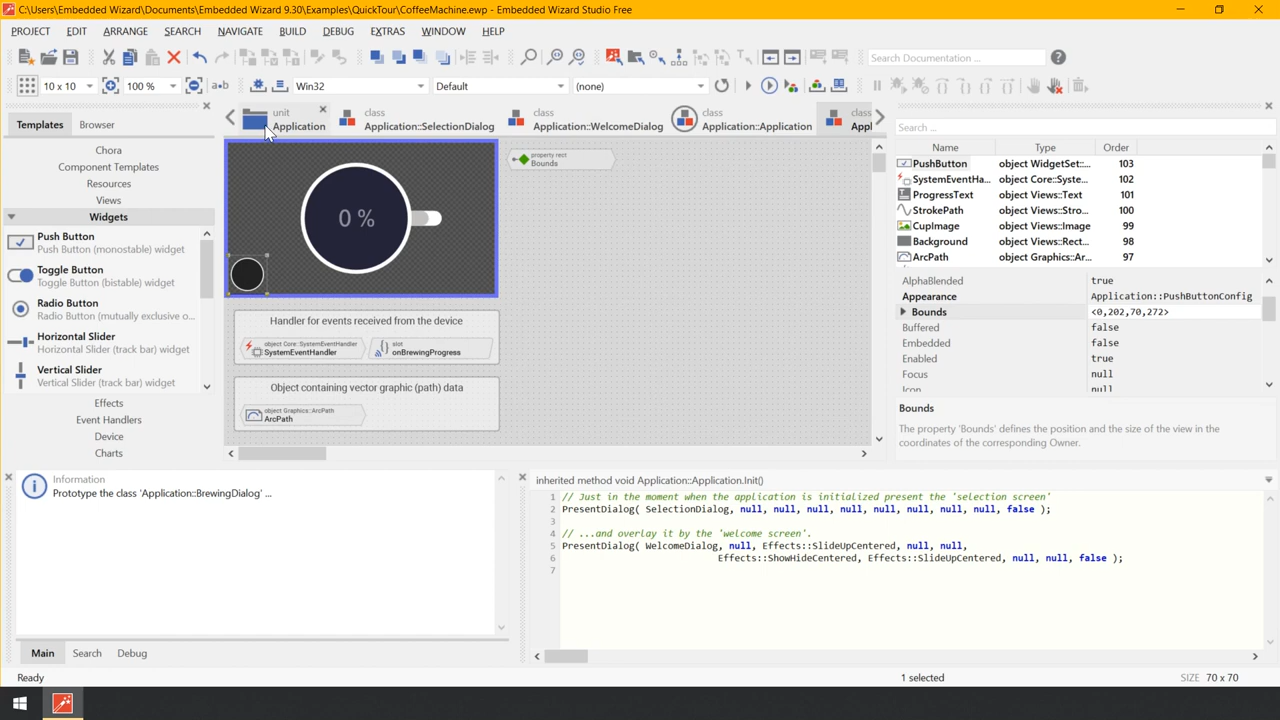 C:\Users\Embedded Wizard\Documents\Embedded Wizard 9.30\Examples\QuickTour\CoffeeMachine.ewp - Embedded Wizard Studio Free
PROJECT EDIT ARRANGE SEARCH NAVIGATE BUILD DEBUG EXTRAS WINDOW HELP
Search Documentation...
10 x 10 100 % a↔b Win32 Default (none)
Templates Browser
unit
Application
class
Application::SelectionDialog
class
Application::WelcomeDialog
class
Application::Application
class
Appl
Chora
Component Templates
Resources
Views
Widgets
Push Button
Push Button (monostable) widget
Toggle Button
Toggle Button (bistable) widget
Radio Button
Radio Button (mutually exclusive o...
Horizontal Slider
Horizontal Slider (track bar) widget
Vertical Slider
Vertical Slider (track bar) widget
Effects
Event Handlers
Device
Charts
0 %
property rect
Bounds
Handler for events received from the device
object Core::SystemEventHandler
SystemEventHandler
slot
onBrewingProgress
Object containing vector graphic (path) data
object Graphics::ArcPath
ArcPath
Search ...
Name Type Order
PushButton object WidgetSet::... 103
SystemEventHa... object Core::Syste... 102
ProgressText object Views::Text 101
StrokePath object Views::Stro... 100
CupImage object Views::Image 99
Background object Views::Rect... 98
ArcPath object Graphics::Ar... 97
AlphaBlended true
Appearance Application::PushButtonConfig
Bounds <0,202,70,272>
Buffered false
Embedded false
Enabled true
Focus null
Icon null
Bounds
The property 'Bounds' defines the position and the size of the view in the
coordinates of the corresponding Owner.
Information
Prototype the class 'Application::BrewingDialog' ...
Main Search Debug
inherited method void Application::Application.Init()
1 // Just in the moment when the application is initialized present the 'selection screen'
2 PresentDialog( SelectionDialog, null, null, null, null, null, null, null, null, false );
3
4 // ...and overlay it by the 'welcome screen'.
5 PresentDialog( WelcomeDialog, null, Effects::SlideUpCentered, null, null,
6 Effects::ShowHideCentered, Effects::SlideUpCentered, null, null, false );
7
Ready 1 selected SIZE 70 x 70